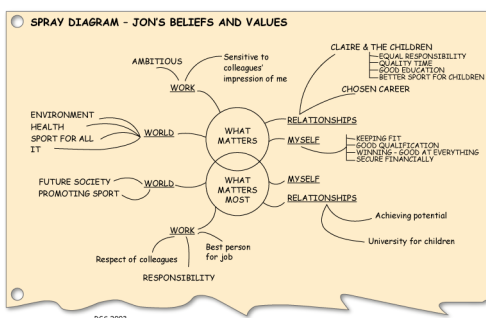 SPRAY DIAGRAM – JON'S BELIEFS AND VALUES
AMBITIOUS
Sensitive to
colleagues'
impression of me
WORK
CLAIRE & THE CHILDREN
EQUAL RESPONSIBILITY
QUALITY TIME
GOOD EDUCATION
BETTER SPORT FOR CHILDREN
CHOSEN CAREER
RELATIONSHIPS
ENVIRONMENT
HEALTH
SPORT FOR ALL
IT
WORLD
WHAT
MATTERS
MYSELF
KEEPING FIT
GOOD QUALIFICATION
WINNING – GOOD AT EVERYTHING
SECURE FINANCIALLY
FUTURE SOCIETY
PROMOTING SPORT
WORLD
WHAT
MATTERS
MOST
MYSELF
RELATIONSHIPS
Achieving potential
University for children
WORK
Respect of colleagues
RESPONSIBILITY
Best person
for job